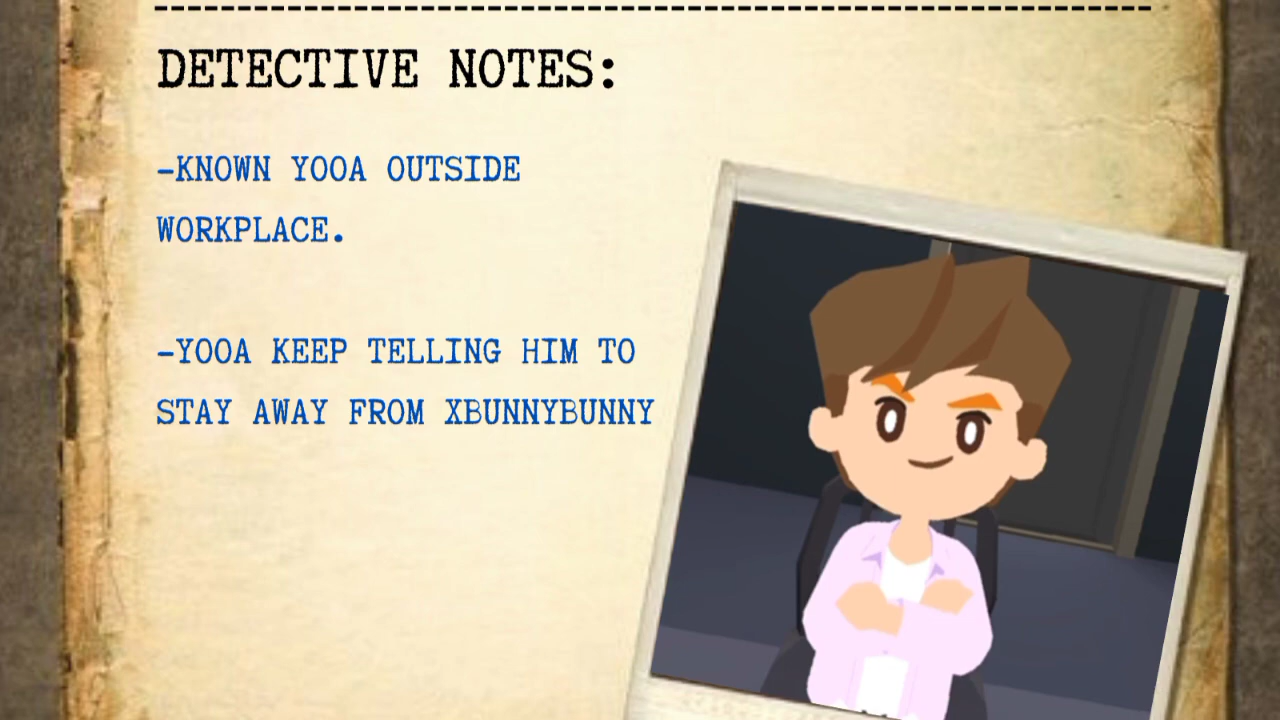 DETECTIVE NOTES:
-KNOWN YOOA OUTSIDE
WORKPLACE.
-YOOA KEEP TELLING HIM TO
STAY AWAY FROM XBUNNYBUNNY